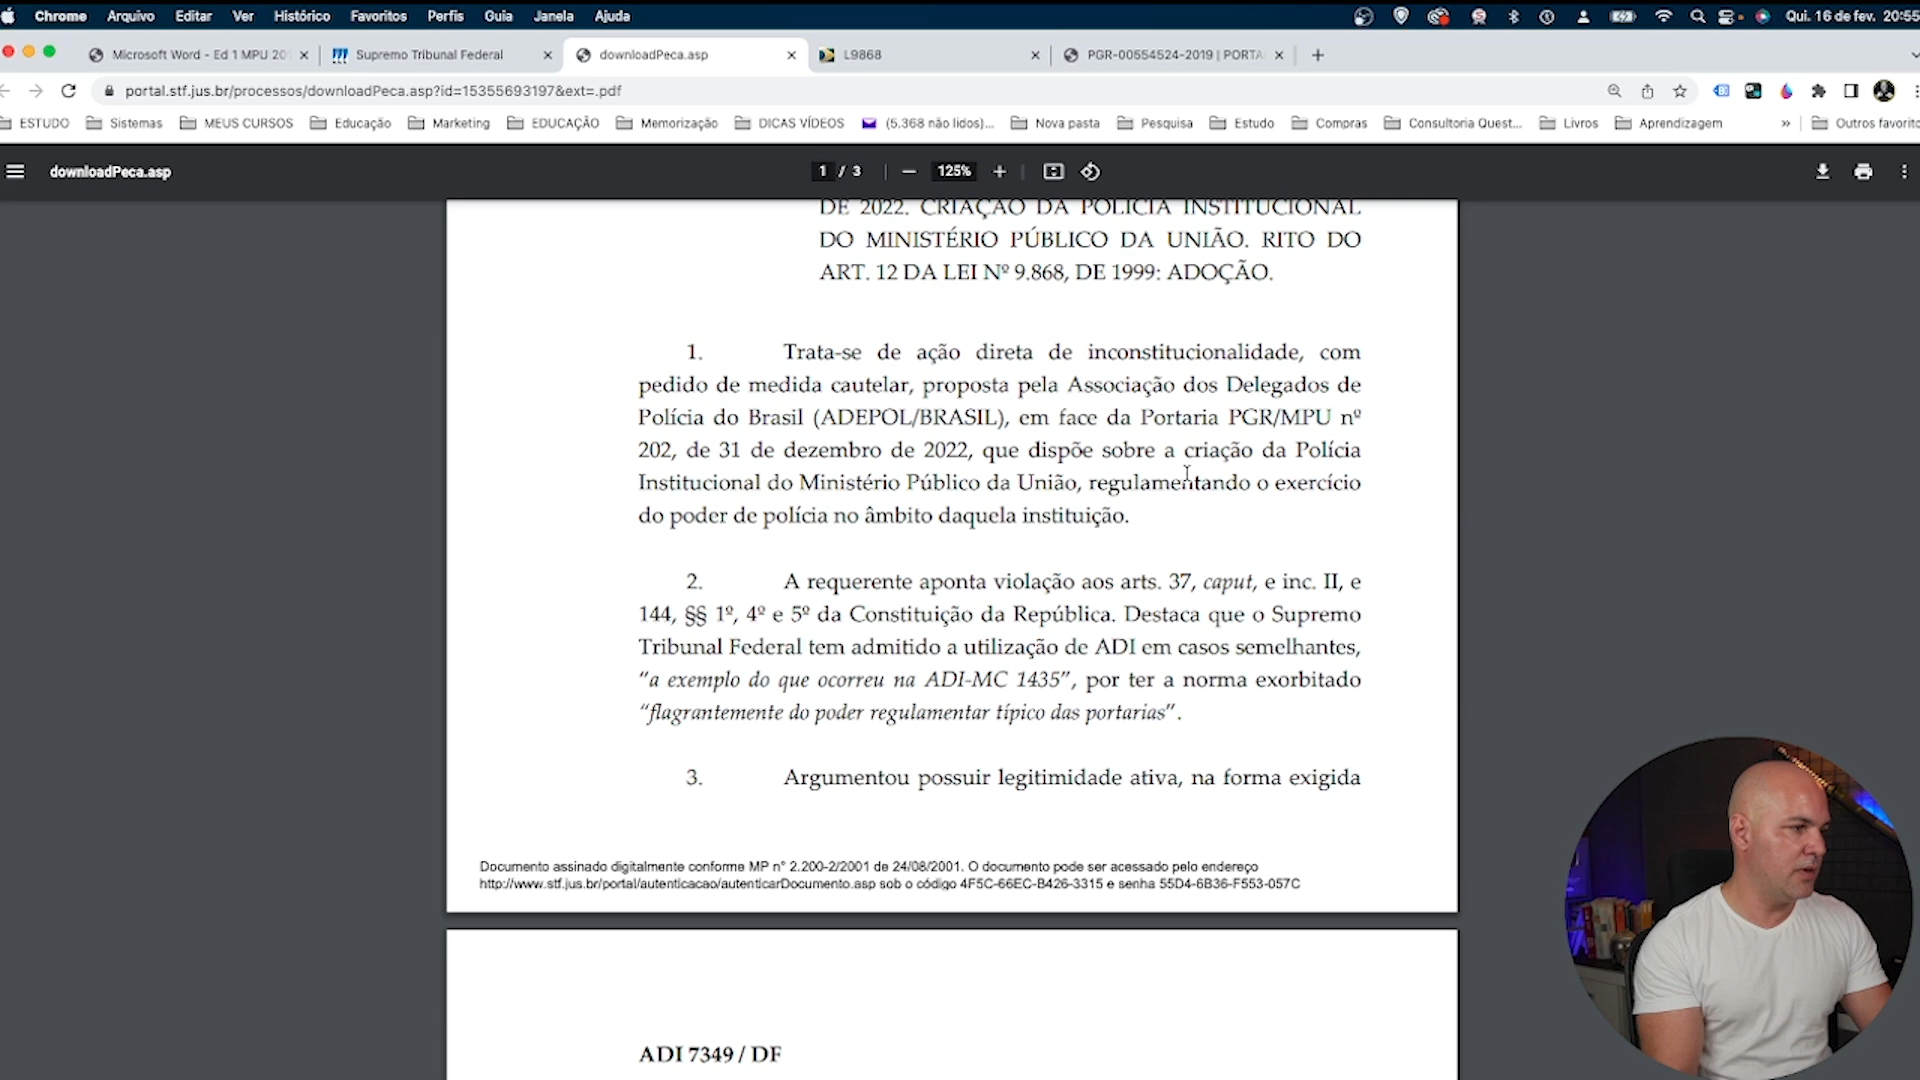 Chrome Arquivo Editar Ver Histórico Favoritos Perfis Guia Janela Ajuda Qui. 16 de fev. 20:55
Microsoft Word - Ed 1 MPU 20 Supremo Tribunal Federal downloadPeca.asp L9868 PGR-00554524-2019 | PORTA
portal.stf.jus.br/processos/downloadPeca.asp?id=15355693197&ext=.pdf
ESTUDO Sistemas MEUS CURSOS Educação Marketing EDUCAÇÃO Memorização DICAS VÍDEOS (5.368 não lidos)... Nova pasta Pesquisa Estudo Compras Consultoria Quest... Livros Aprendizagem » Outros favorito
downloadPeca.asp 1 / 3 125%
DE 2022. CRIAÇÃO DA POLÍCIA INSTITUCIONAL
DO MINISTÉRIO PÚBLICO DA UNIÃO. RITO DO
ART. 12 DA LEI Nº 9.868, DE 1999: ADOÇÃO.
1. Trata-se de ação direta de inconstitucionalidade, com
pedido de medida cautelar, proposta pela Associação dos Delegados de
Polícia do Brasil (ADEPOL/BRASIL), em face da Portaria PGR/MPU nº
202, de 31 de dezembro de 2022, que dispõe sobre a criação da Polícia
Institucional do Ministério Público da União, regulamentando o exercício
do poder de polícia no âmbito daquela instituição.
2. A requerente aponta violação aos arts. 37, caput, e inc. II, e
144, §§ 1º, 4º e 5º da Constituição da República. Destaca que o Supremo
Tribunal Federal tem admitido a utilização de ADI em casos semelhantes,
“a exemplo do que ocorreu na ADI-MC 1435”, por ter a norma exorbitado
“flagrantemente do poder regulamentar típico das portarias”.
3. Argumentou possuir legitimidade ativa, na forma exigida
Documento assinado digitalmente conforme MP n° 2.200-2/2001 de 24/08/2001. O documento pode ser acessado pelo endereço
http://www.stf.jus.br/portal/autenticacao/autenticarDocumento.asp sob o código 4F5C-66EC-B426-3315 e senha 55D4-6B36-F553-057C
ADI 7349 / DF